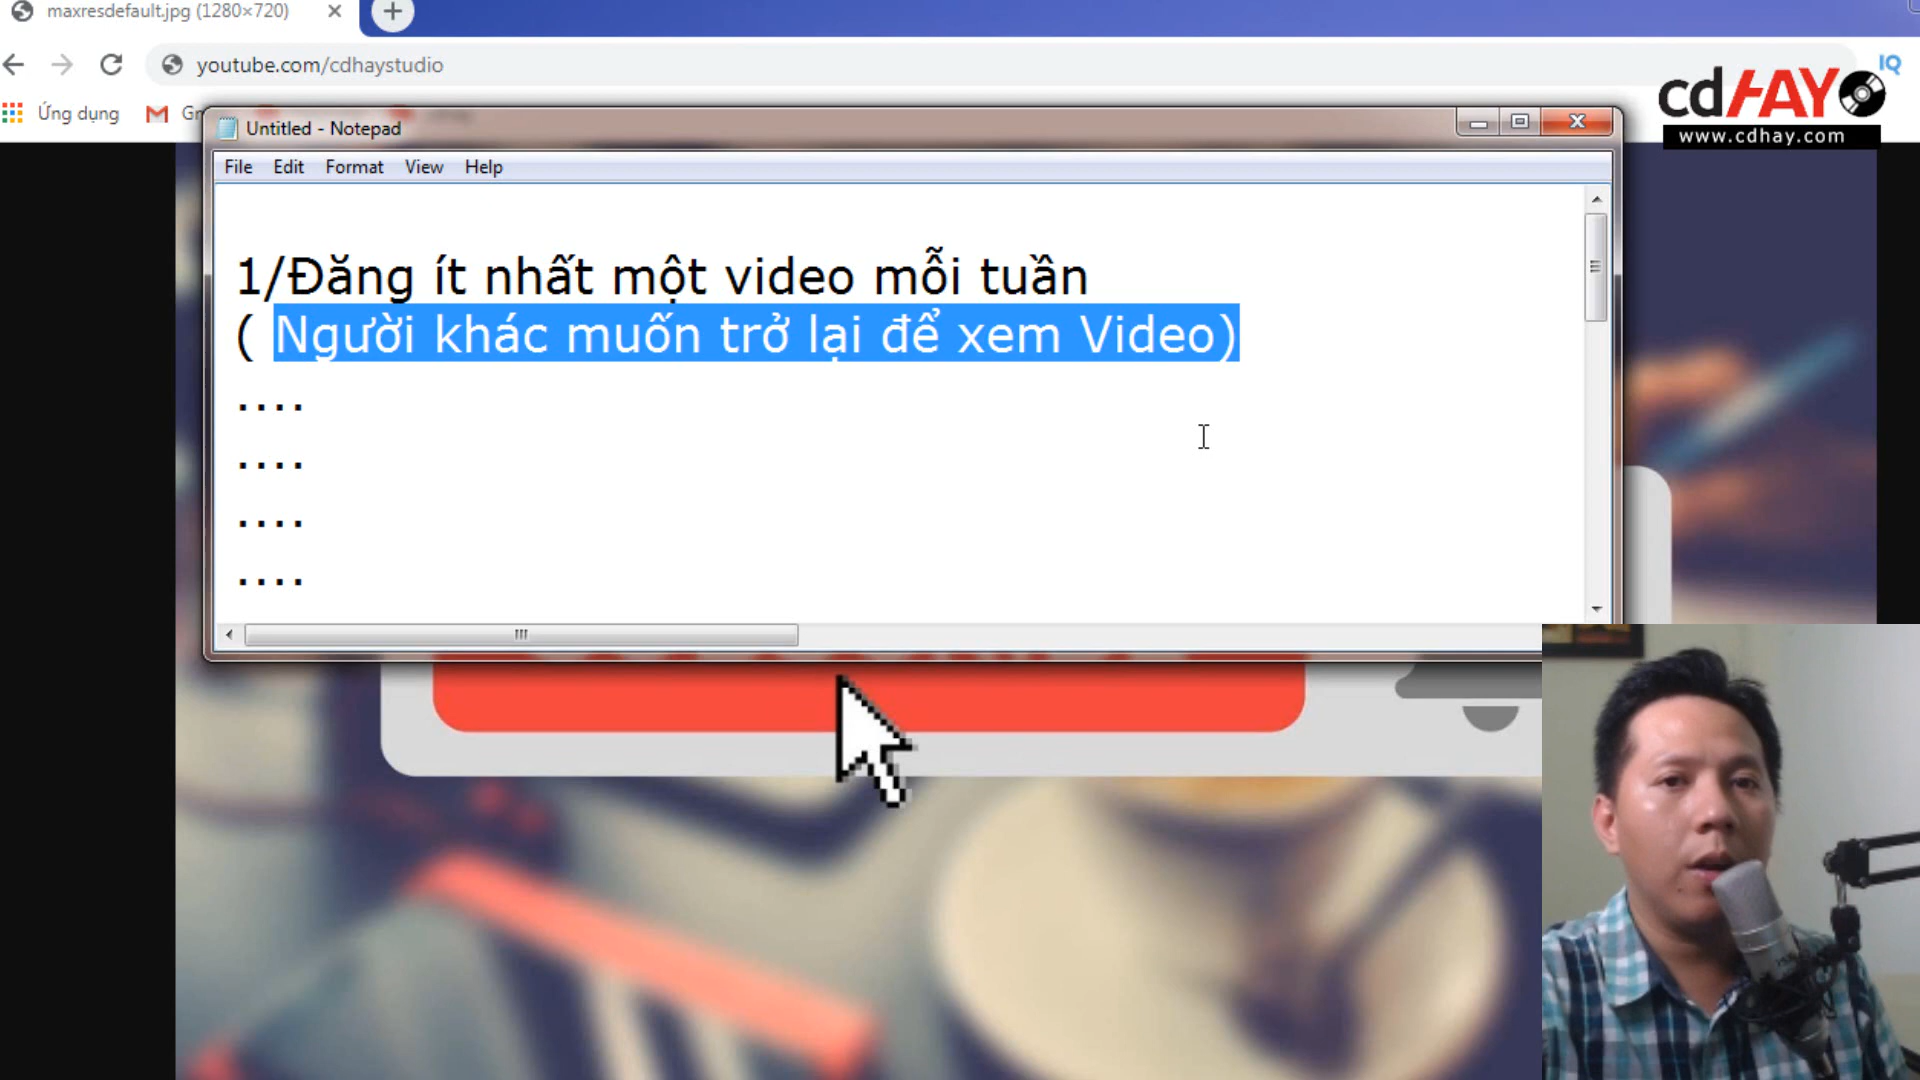 maxresdefault.jpg (1280×720)
youtube.com/cdhaystudio
IQ
cdHAY
www.cdhay.com
Ứng dụng
Untitled - Notepad
File Edit Format View Help
1/Đăng ít nhất một video mỗi tuần
( Người khác muốn trở lại để xem Video)
....
....
....
....